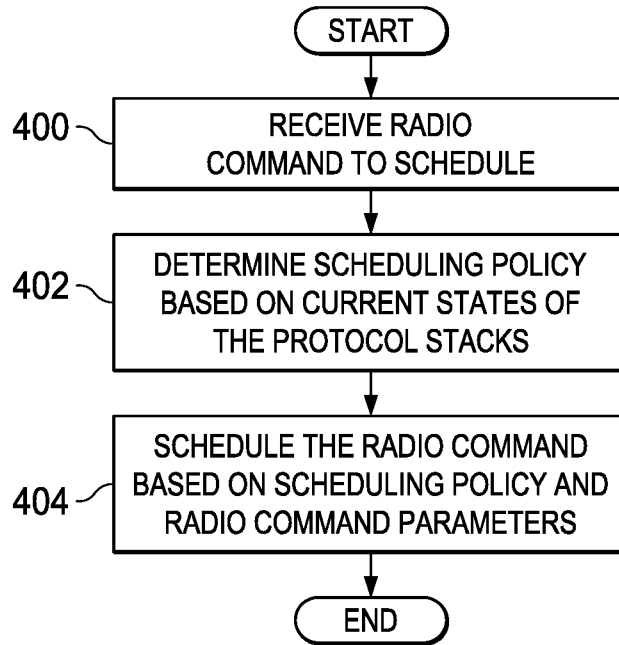 START
400
RECEIVE RADIO
COMMAND TO SCHEDULE
402
DETERMINE SCHEDULING POLICY
BASED ON CURRENT STATES OF
THE PROTOCOL STACKS
404
SCHEDULE THE RADIO COMMAND
BASED ON SCHEDULING POLICY AND
RADIO COMMAND PARAMETERS
END